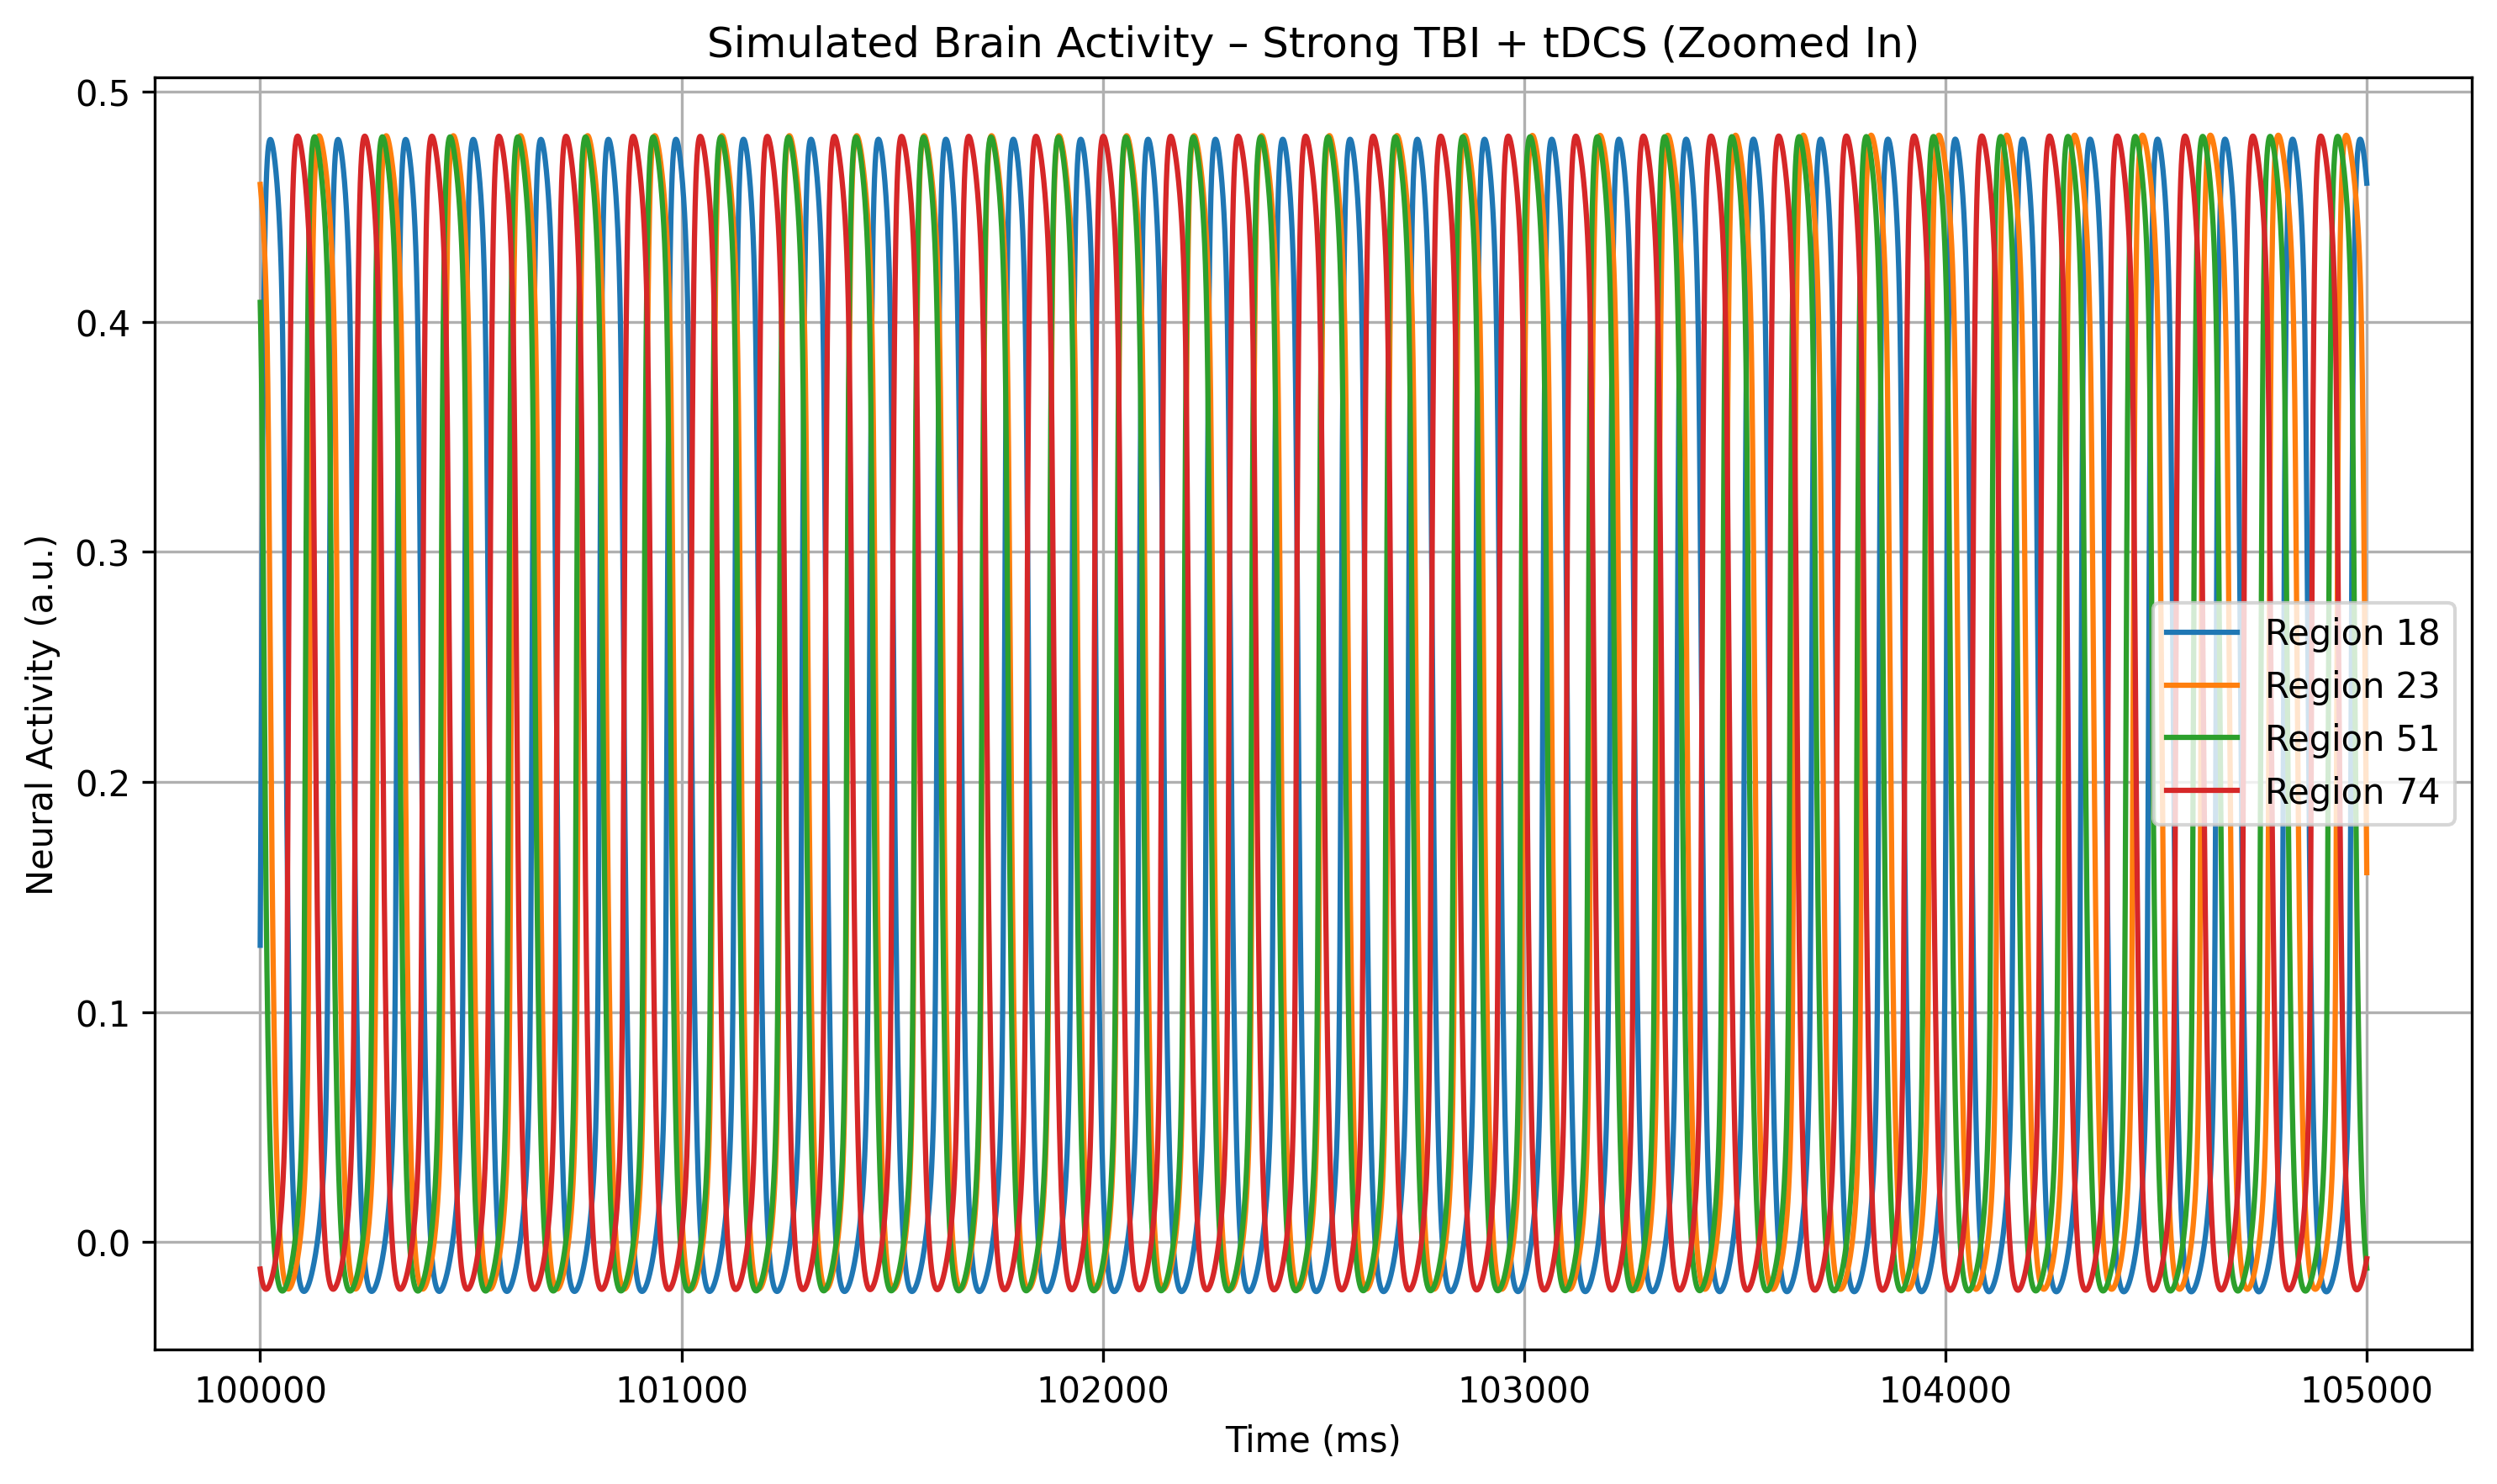 Simulated Brain Activity – Strong TBI + tDCS (Zoomed In)
Neural Activity (a.u.)
0.5
0.4
0.3
0.2
0.1
0.0
Region 18
Region 23
Region 51
Region 74
100000 101000 102000 103000 104000 105000
Time (ms)